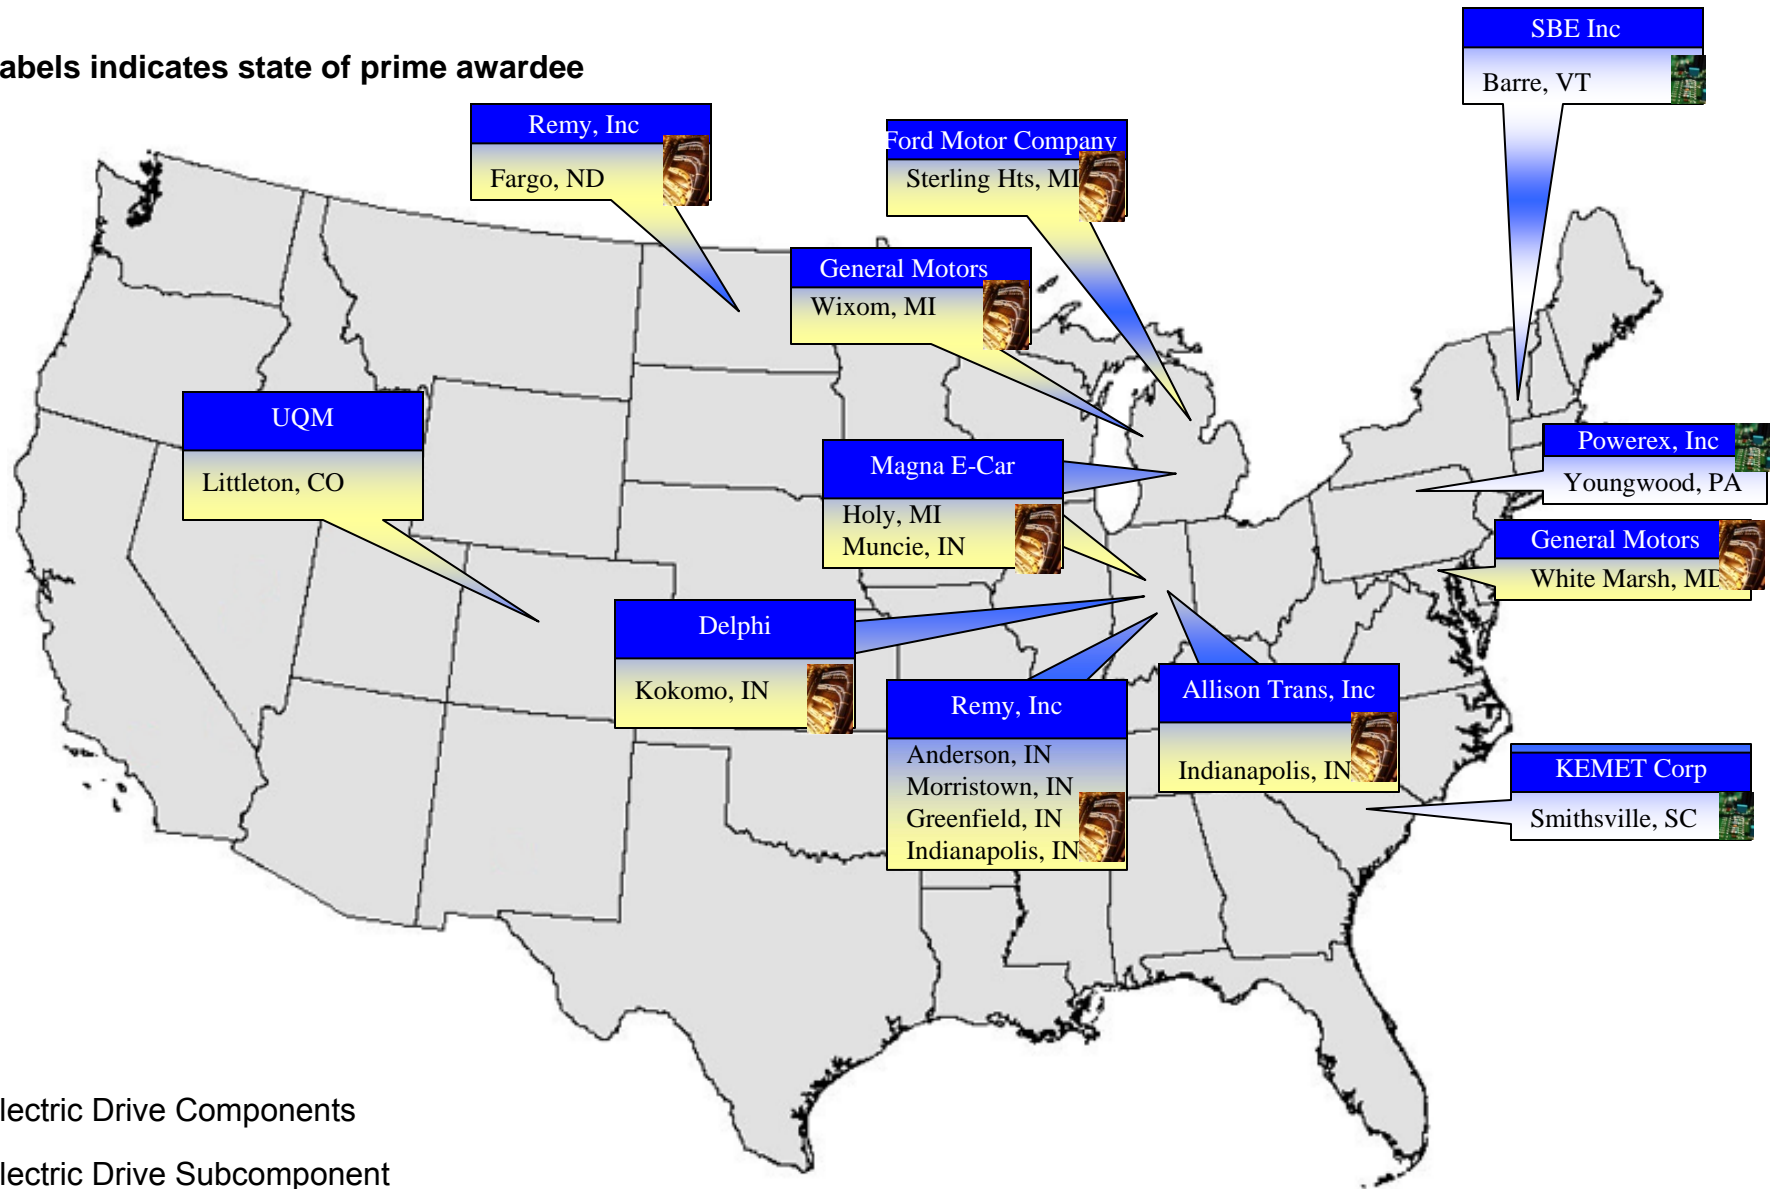 abels indicates state of prime awardee
SBE Inc
Barre, VT
Remy, Inc
Fargo, ND
Ford Motor Company
Sterling Hts, MI
General Motors
Wixom, MI
UQM
Littleton, CO
Magna E-Car
Holy, MI
Muncie, IN
Powerex, Inc
Youngwood, PA
General Motors
White Marsh, MD
Delphi
Kokomo, IN
Remy, Inc
Anderson, IN
Morristown, IN
Greenfield, IN
Indianapolis, IN
Allison Trans, Inc
Indianapolis, IN
KEMET Corp
Smithsville, SC
lectric Drive Components
lectric Drive Subcomponent